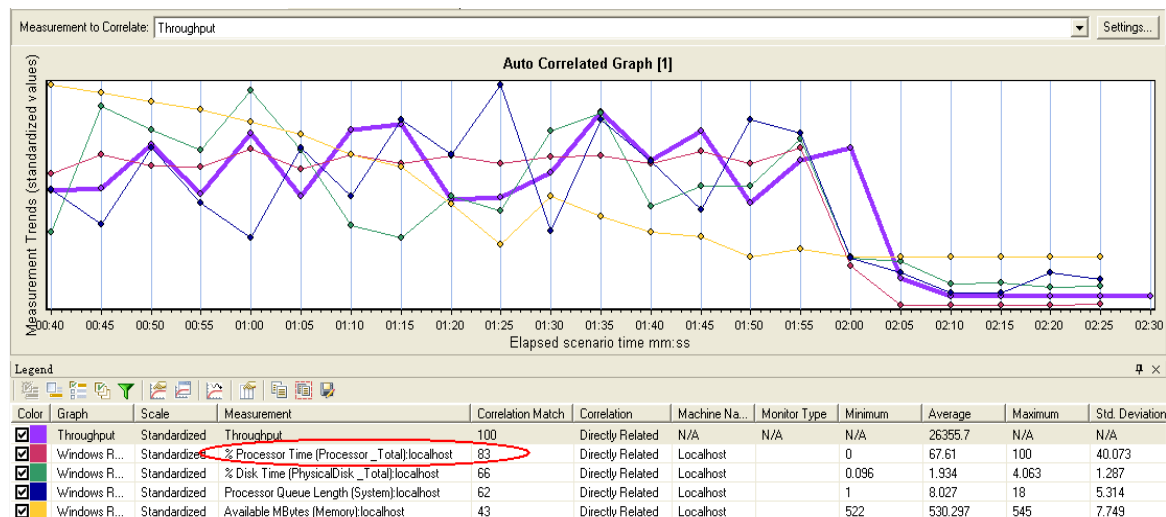 Measurement to Correlate: Throughput Settings...
Auto Correlated Graph [1]
Measurement Trends (standardized values)
00:40 00:45 00:50 00:55 01:00 01:05 01:10 01:15 01:20 01:25 01:30 01:35 01:40 01:45 01:50 01:55 02:00 02:05 02:10 02:15 02:20 02:25 02:30
Elapsed scenario time mm:ss
Legend
Color Graph Scale Measurement Correlation Match Correlation Machine Na... Monitor Type Minimum Average Maximum Std. Deviation
Throughput Standardized Throughput 100 Directly Related N/A N/A N/A 26355.7 N/A N/A
Windows R... Standardized % Processor Time (Processor _Total):localhost 83 Directly Related Localhost 0 67.61 100 40.073
Windows R... Standardized % Disk Time (PhysicalDisk _Total):localhost 66 Directly Related Localhost 0.096 1.934 4.063 1.287
Windows R... Standardized Processor Queue Length (System):localhost 62 Directly Related Localhost 1 8.027 18 5.314
Windows R... Standardized Available MBytes (Memory):localhost 43 Directly Related Localhost 522 530.297 545 7.749